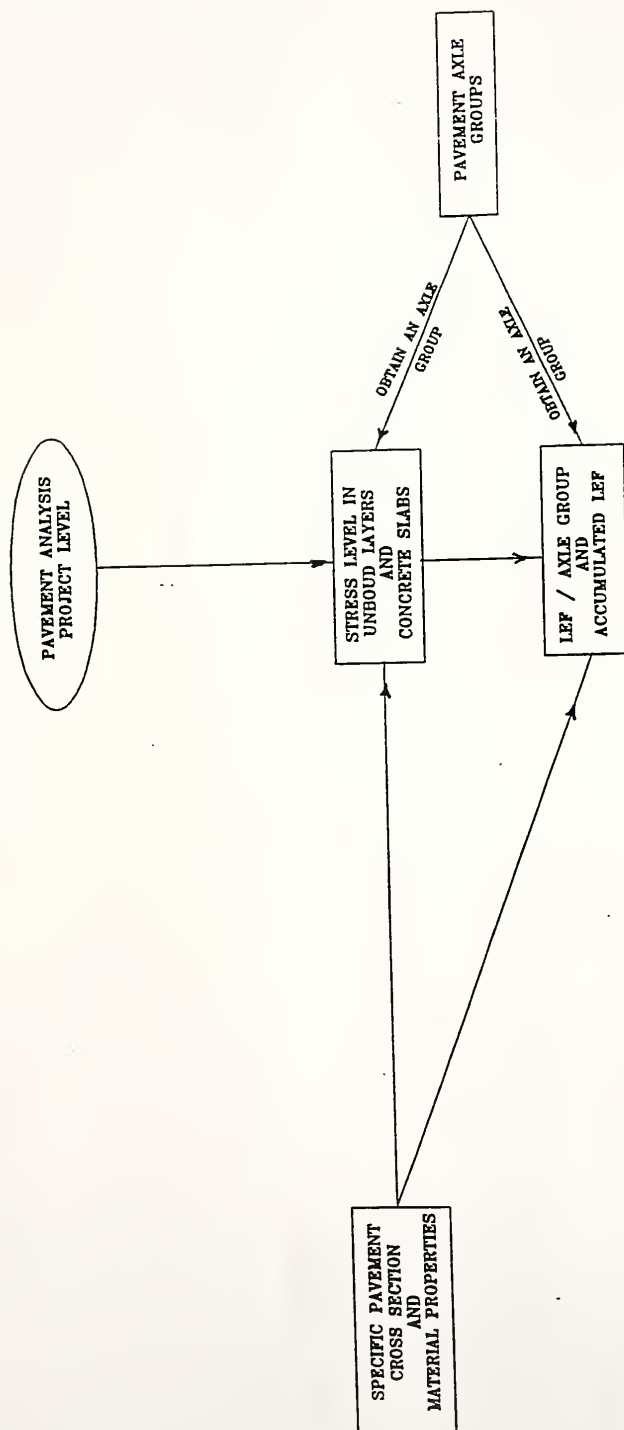 PAVEMENT ANALYSIS
PROJECT LEVEL
SPECIFIC PAVEMENT
CROSS SECTION
AND
MATERIAL PROPERTIES
STRESS LEVEL IN
UNBOUD LAYERS
AND
CONCRETE SLABS
OBTAIN AN AXLE
GROUP
PAVEMENT AXLE
GROUPS
OBTAIN AN AXLE
GROUP
LEF / AXLE GROUP
AND
ACCUMULATED LEF